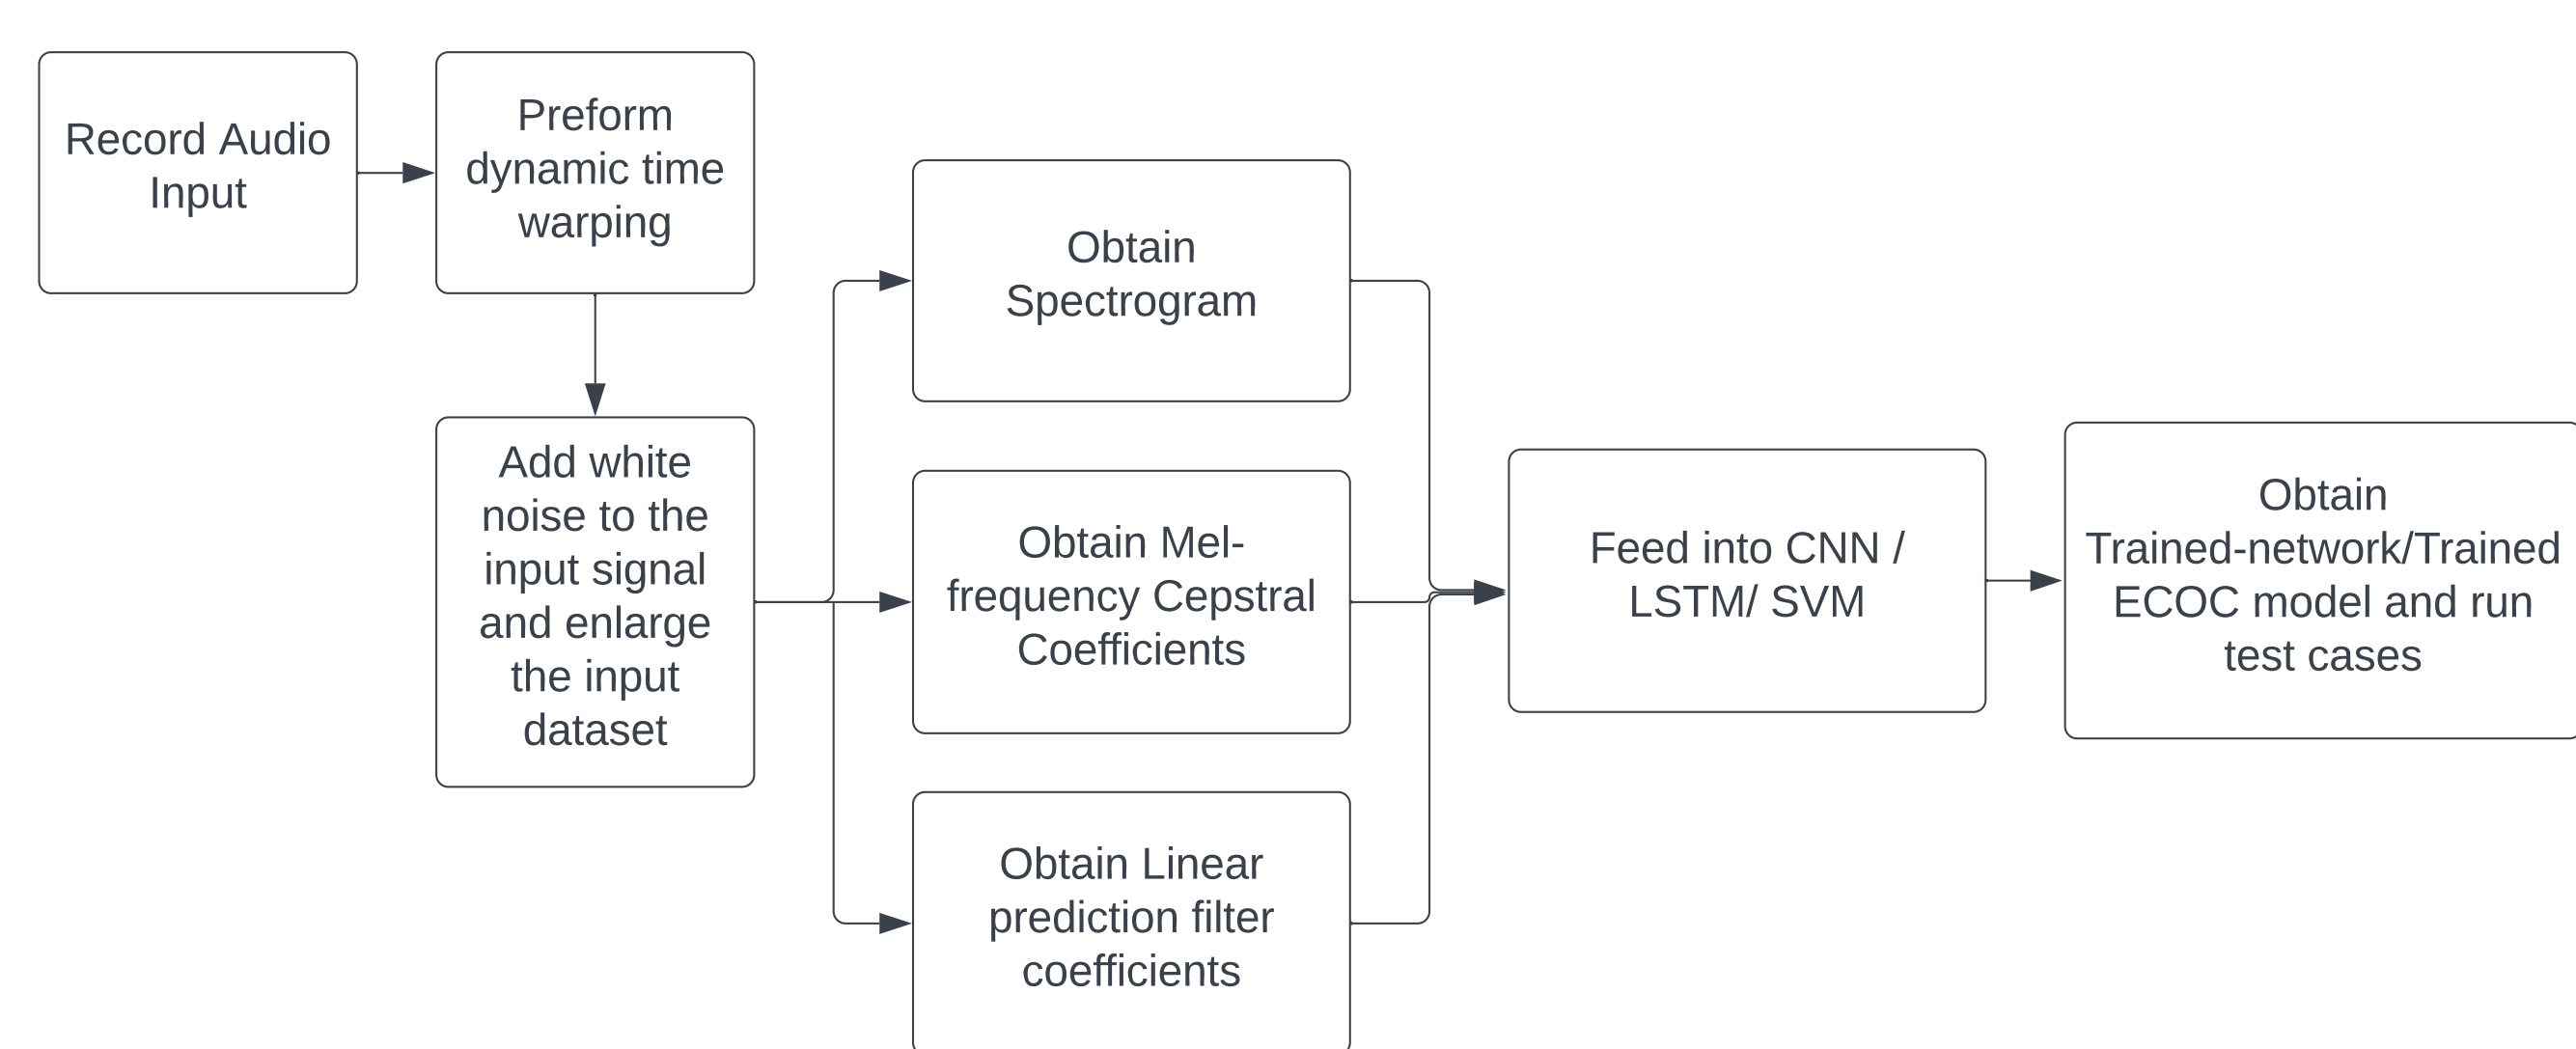 Record Audio
Input
Preform
dynamic time
warping
Add white
noise to the
input signal
and enlarge
the input
dataset
Obtain
Spectrogram
Obtain Mel-
frequency Cepstral
Coefficients
Obtain Linear
prediction filter
coefficients
Feed into CNN /
LSTM/ SVM
Obtain
Trained-network/Trained
ECOC model and run
test cases